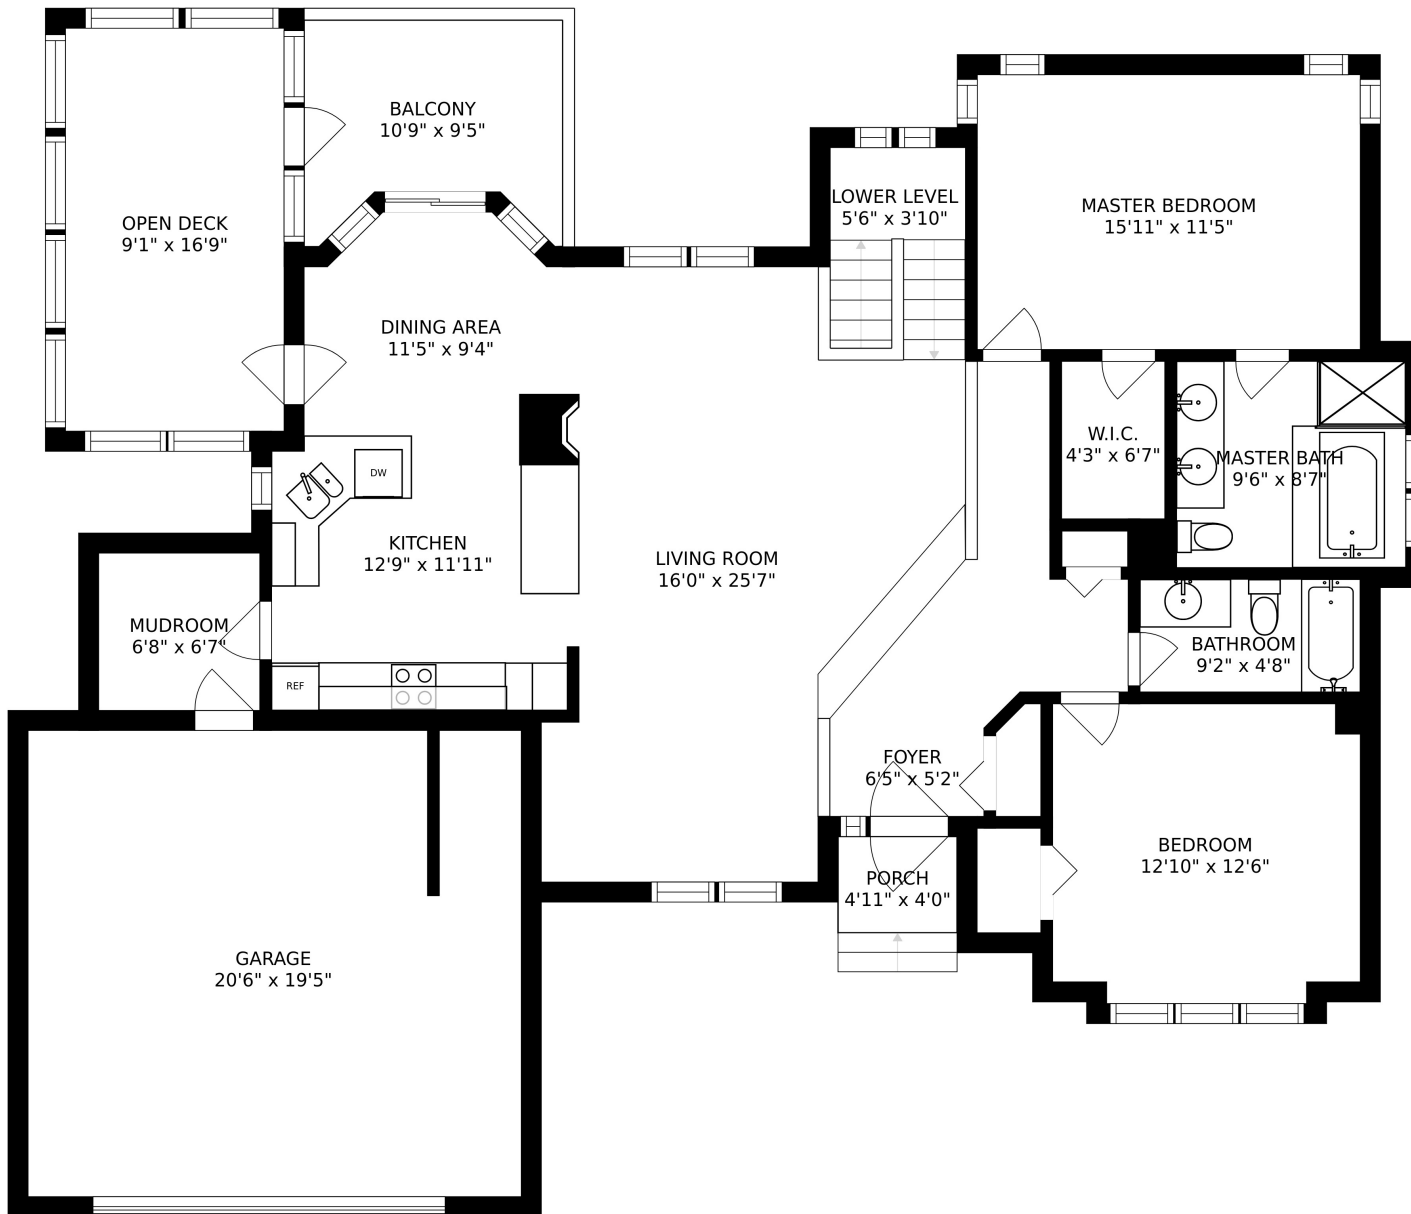 BALCONY
10'9" x 9'5"
OPEN DECK
9'1" x 16'9"
LOWER LEVEL
5'6" x 3'10"
MASTER BEDROOM
15'11" x 11'5"
DINING AREA
11'5" x 9'4"
W.I.C.
4'3" x 6'7"
MASTER BATH
9'6" x 8'7"
DW
KITCHEN
12'9" x 11'11"
LIVING ROOM
16'0" x 25'7"
MUDROOM
6'8" x 6'7"
BATHROOM
9'2" x 4'8"
REF
FOYER
6'5" x 5'2"
BEDROOM
12'10" x 12'6"
PORCH
4'11" x 4'0"
GARAGE
20'6" x 19'5"